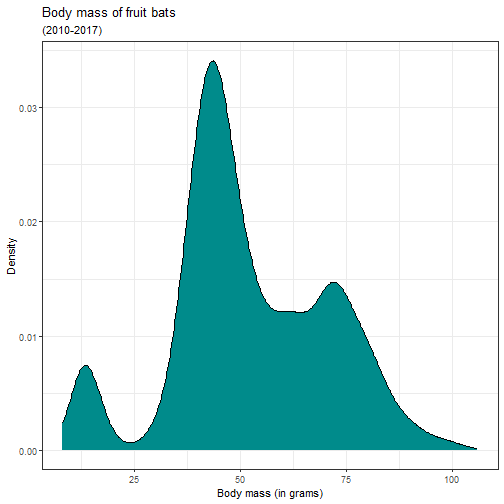 Body mass of fruit bats
(2010-2017)
0.03
0.02
0.01
0.00
Density
25 50 75 100
Body mass (in grams)